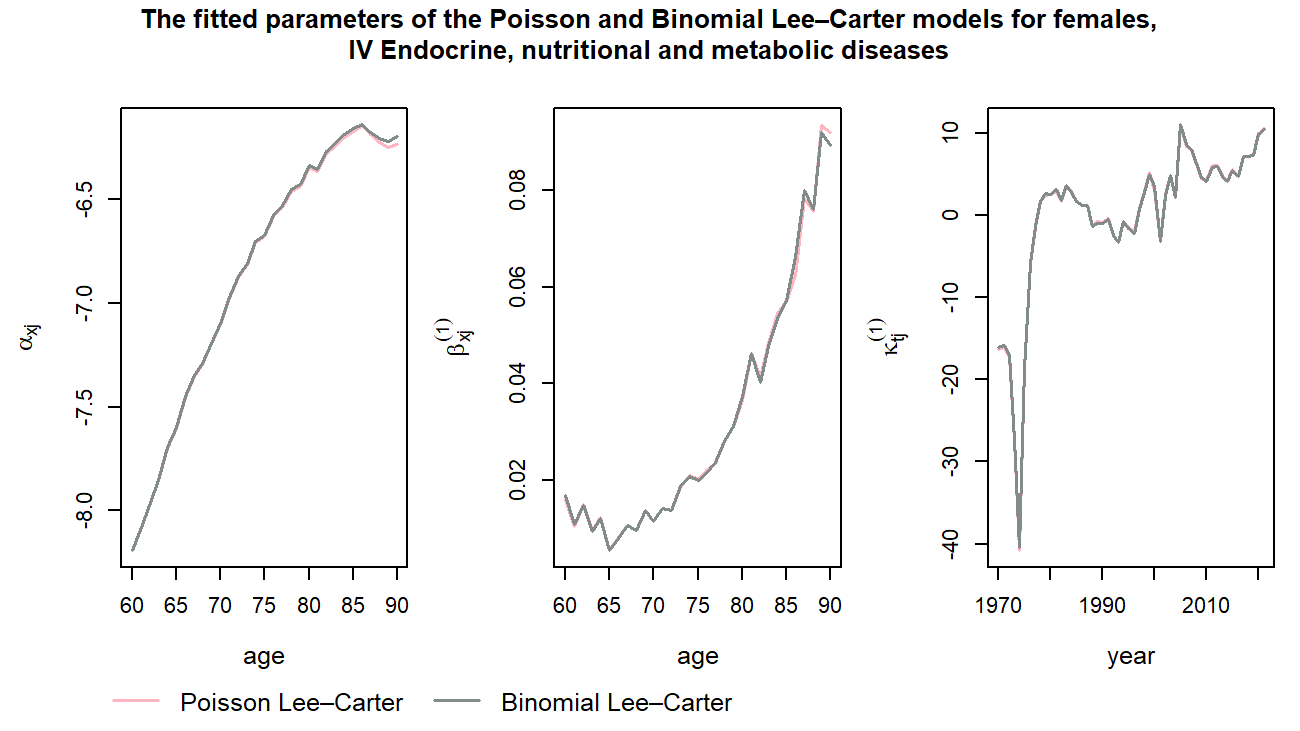 The fitted parameters of the Poisson and Binomial Lee–Carter models for females,
IV Endocrine, nutritional and metabolic diseases
αxj
-6.5
-7.0
-7.5
-8.0
60 65 70 75 80 85 90
age
βxj(1)
0.08
0.06
0.04
0.02
60 65 70 75 80 85 90
age
κtj(1)
10
0
-10
-20
-30
-40
1970 1990 2010
year
Poisson Lee–Carter Binomial Lee–Carter